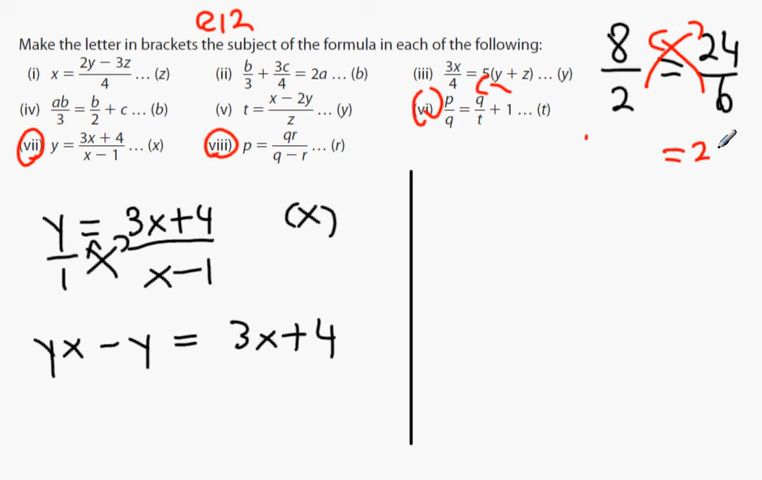 Q12
Make the letter in brackets the subject of the formula in each of the following:
(i) x = (2y − 3z)/4 ... (z) (ii) b/3 + 3c/4 = 2a ... (b) (iii) 3x/4 = 5(y + z) ... (y)
(iv) ab/3 = b/2 + c ... (b) (v) t = (x − 2y)/z ... (y) (vi) p/q = q/t + 1 ... (t)
(vii) y = (3x + 4)/(x − 1) ... (x) (viii) p = qr/(q − r) ... (r)
8/2 = 24/6
= 2
y/1 = (3x+4)/(x−1) (x)
yx − y = 3x+4